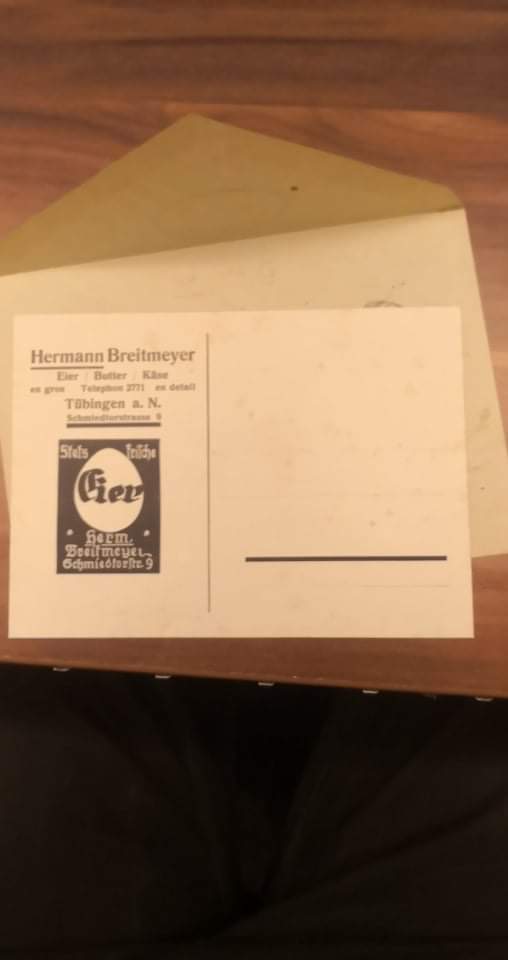 Hermann Breitmeyer
Eier / Butter / Käse
en gros Telephon 2771 en detail
Tübingen a. N.
Schmiedtorstrasse 9
Stets frische
Eier
Herm.
Breitmeyer
Schmiedtorstr. 9